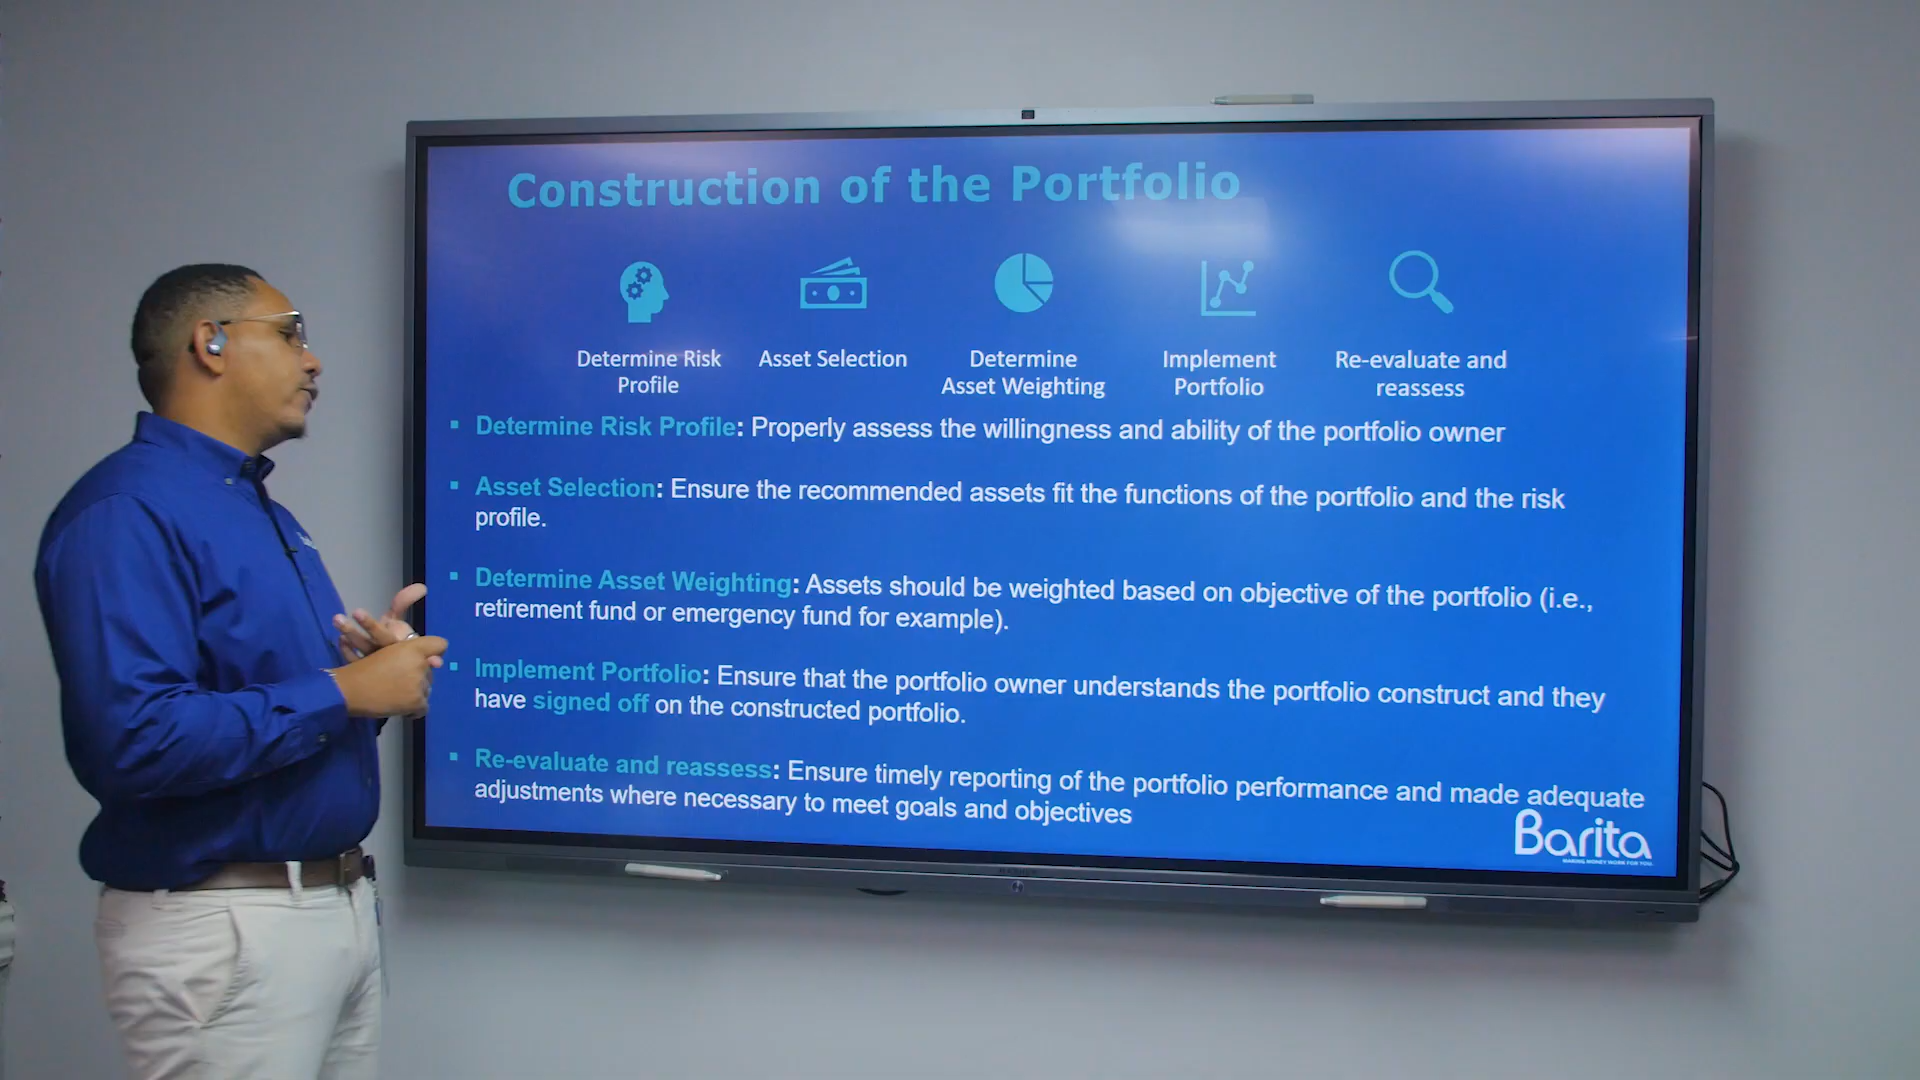 Construction of the Portfolio
Determine Risk
Profile
Asset Selection
Determine
Asset Weighting
Implement
Portfolio
Re-evaluate and
reassess
▪ Determine Risk Profile: Properly assess the willingness and ability of the portfolio owner
▪ Asset Selection: Ensure the recommended assets fit the functions of the portfolio and the risk
profile.
▪ Determine Asset Weighting: Assets should be weighted based on objective of the portfolio (i.e.,
retirement fund or emergency fund for example).
▪ Implement Portfolio: Ensure that the portfolio owner understands the portfolio construct and they
have signed off on the constructed portfolio.
▪ Re-evaluate and reassess: Ensure timely reporting of the portfolio performance and made adequate
adjustments where necessary to meet goals and objectives
Barita
MAKING MONEY WORK FOR YOU